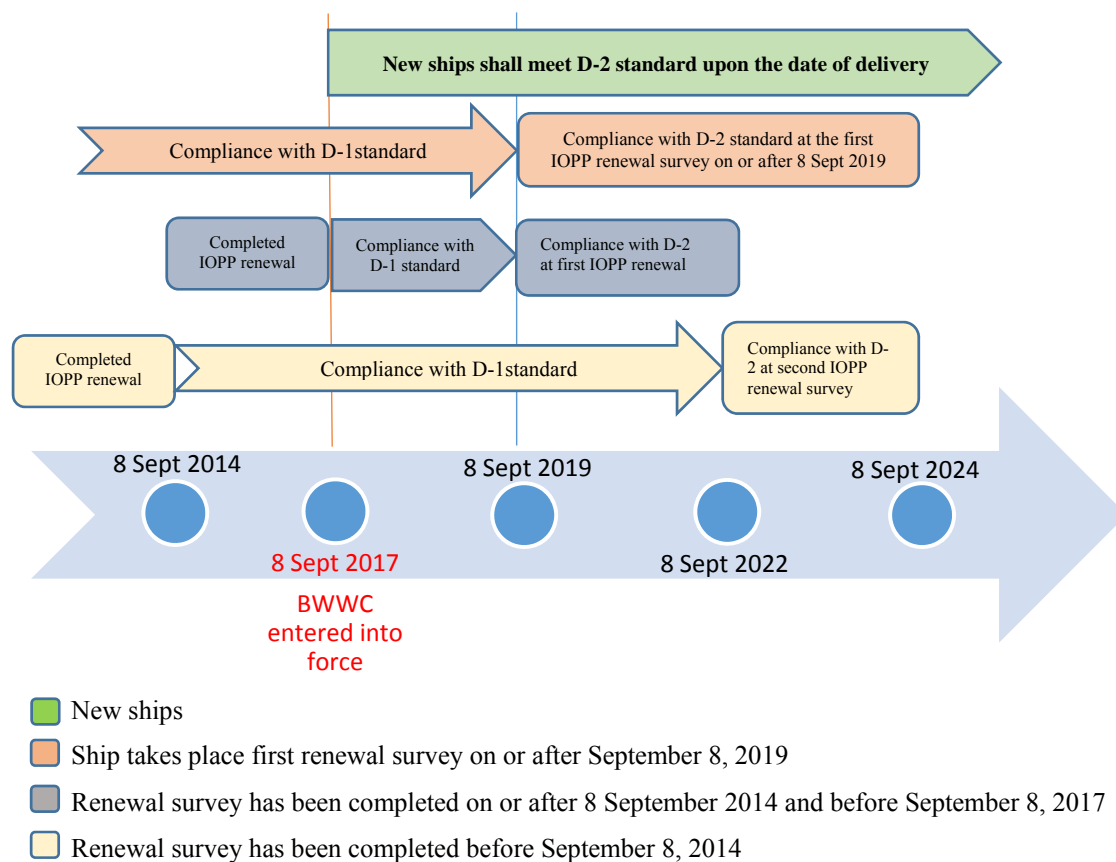 New ships shall meet D-2 standard upon the date of delivery
Compliance with D-1standard
Compliance with D-2 standard at the first
IOPP renewal survey on or after 8 Sept 2019
Completed
IOPP renewal
Compliance with
D-1 standard
Compliance with D-2
at first IOPP renewal
Completed
IOPP renewal
Compliance with D-1standard
Compliance with D-
2 at second IOPP
renewal survey
8 Sept 2014
8 Sept 2019
8 Sept 2024
8 Sept 2017
8 Sept 2022
BWWC
entered into
force
New ships
Ship takes place first renewal survey on or after September 8, 2019
Renewal survey has been completed on or after 8 September 2014 and before September 8, 2017
Renewal survey has been completed before September 8, 2014